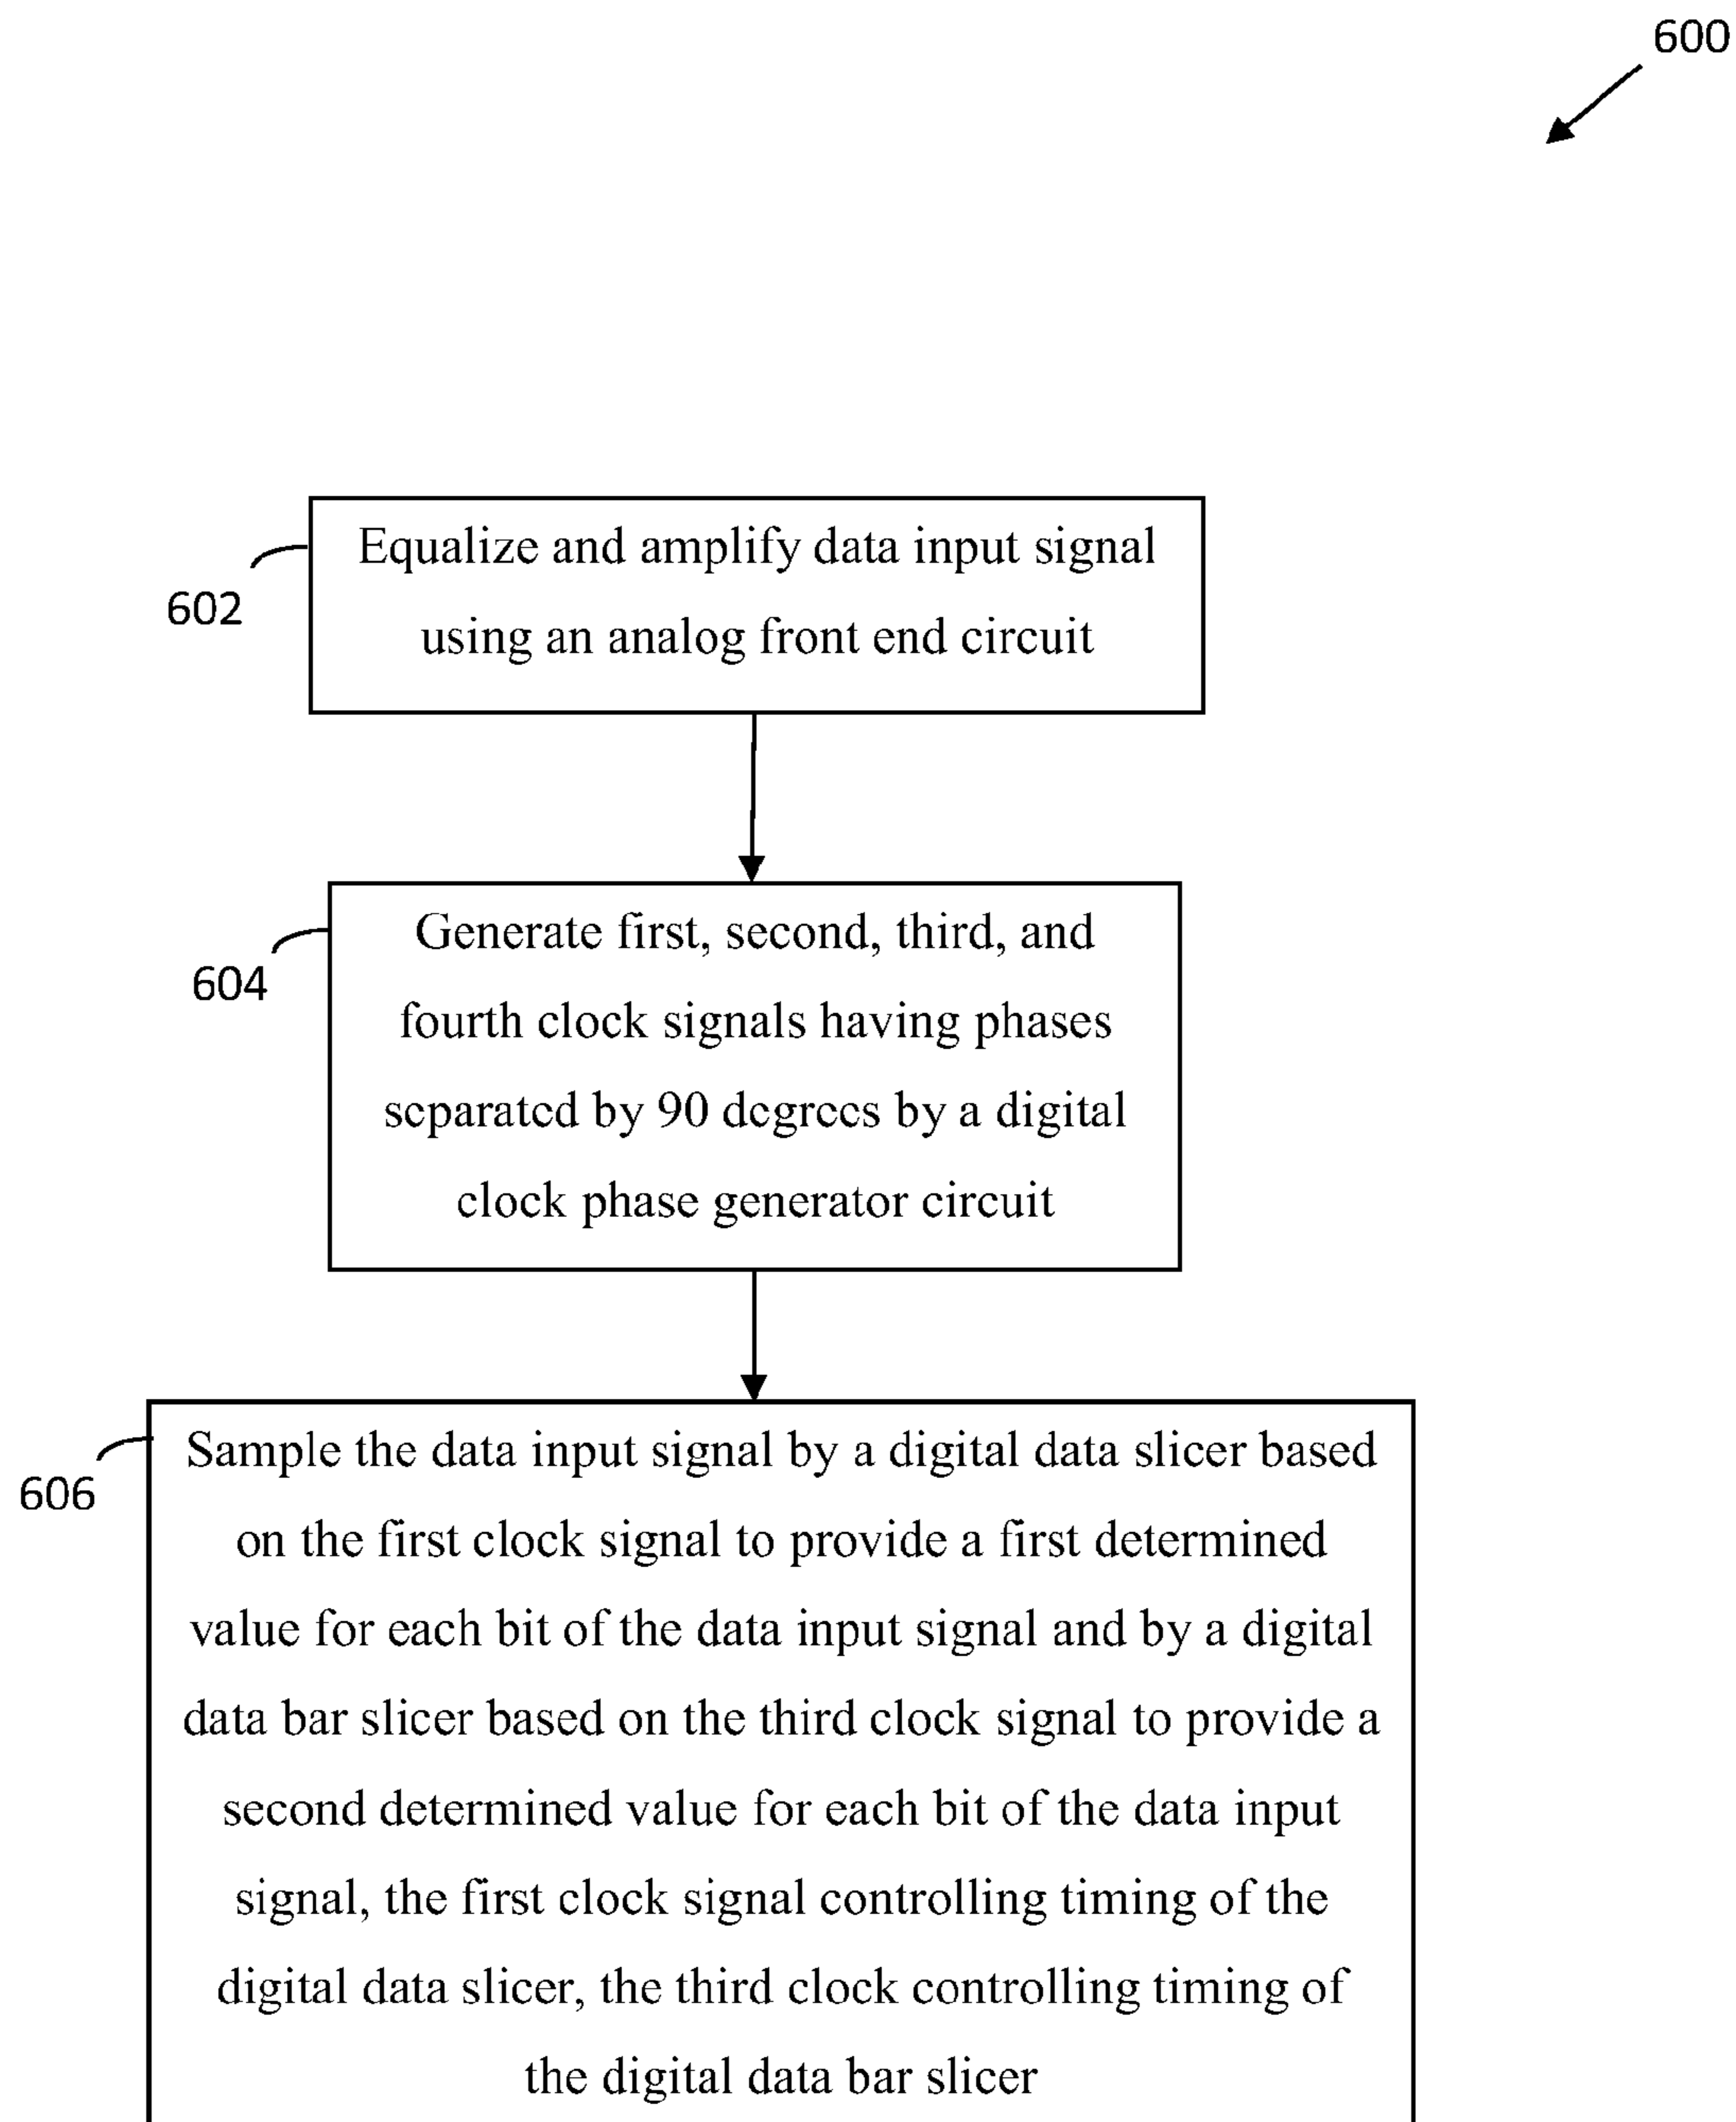 600
Equalize and amplify data input signal
using an analog front end circuit
602
Generate first, second, third, and
fourth clock signals having phases
separated by 90 degrees by a digital
clock phase generator circuit
604
Sample the data input signal by a digital data slicer based
on the first clock signal to provide a first determined
value for each bit of the data input signal and by a digital
data bar slicer based on the third clock signal to provide a
second determined value for each bit of the data input
signal, the first clock signal controlling timing of the
digital data slicer, the third clock controlling timing of
the digital data bar slicer
606